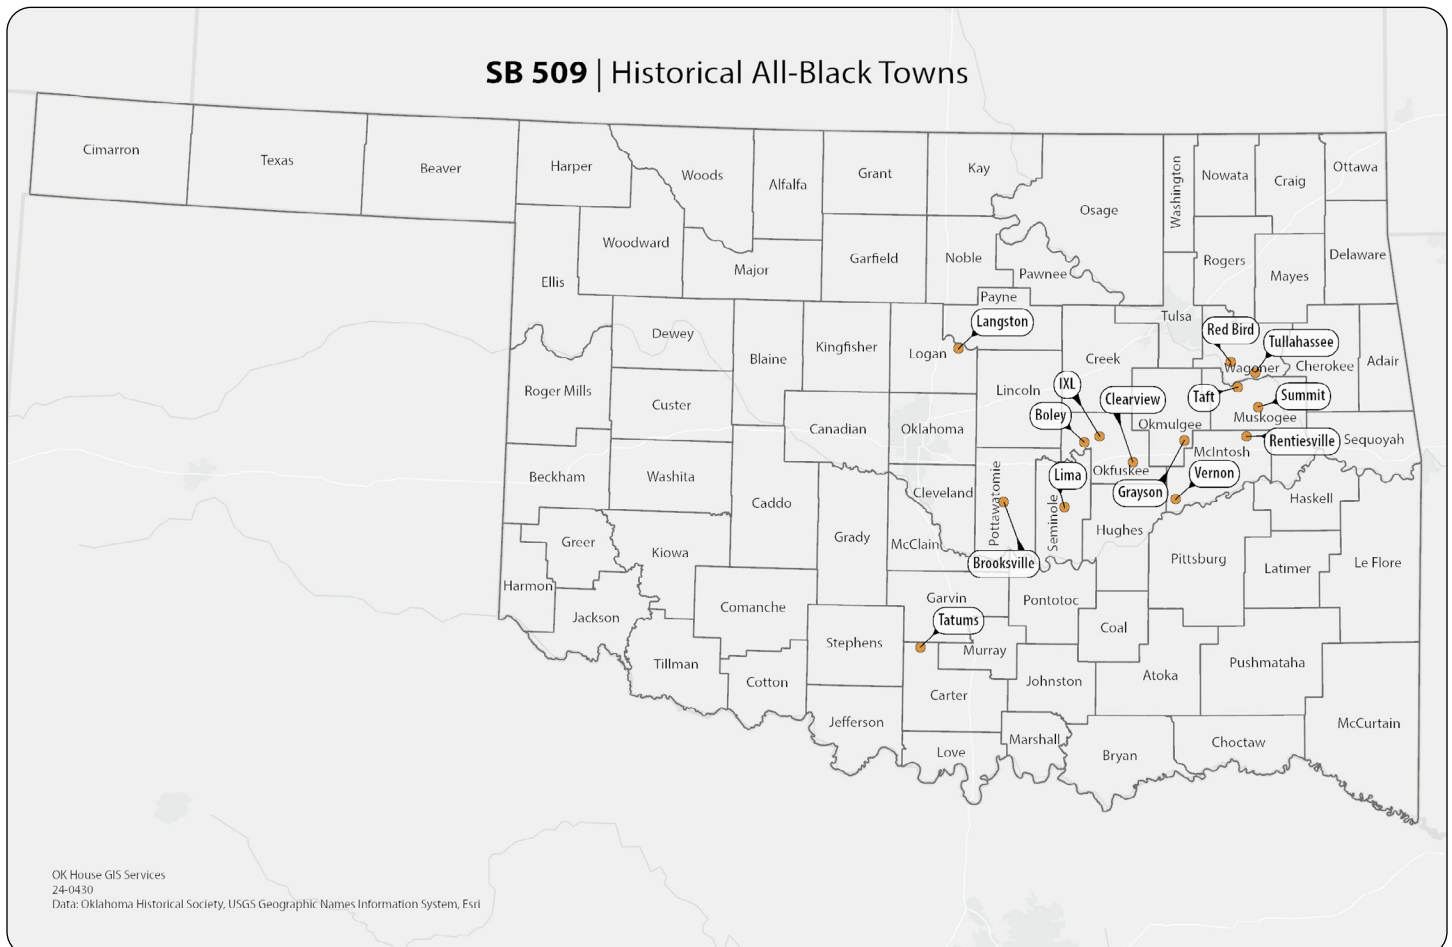 SB 509 | Historical All-Black Towns
Cimarron
Texas
Beaver
Harper
Woods
Alfalfa
Grant
Kay
Osage
Washington
Nowata
Craig
Ottawa
Ellis
Woodward
Major
Garfield
Noble
Pawnee
Rogers
Mayes
Delaware
Payne
Langston
Tulsa
Red Bird
Tullahassee
Dewey
Blaine
Kingfisher
Logan
Creek
Wagoner
Cherokee
Adair
Roger Mills
Custer
Lincoln
IXL
Clearview
Taft
Summit
Boley
Canadian
Oklahoma
Okmulgee
Muskogee
Rentiesville
Sequoyah
Beckham
Washita
Lima
Okfuskee
McIntosh
Vernon
Grayson
Caddo
Cleveland
Pottawatomie
Seminole
Haskell
Greer
Kiowa
Grady
McClain
Hughes
Brooksville
Pittsburg
Latimer
Le Flore
Harmon
Jackson
Comanche
Garvin
Pontotoc
Tatums
Coal
Stephens
Murray
Tillman
Cotton
Carter
Johnston
Atoka
Pushmataha
Jefferson
Love
Marshall
Bryan
Choctaw
McCurtain
OK House GIS Services
24-0430
Data: Oklahoma Historical Society, USGS Geographic Names Information System, Esri